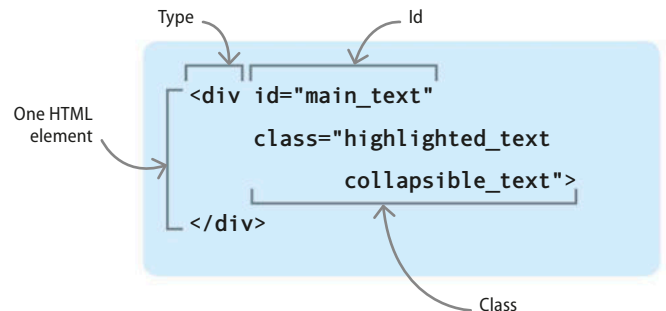 Type
Id
<div id="main_text"
One HTML
element
class="highlighted_text
collapsible_text">
</div>
Class